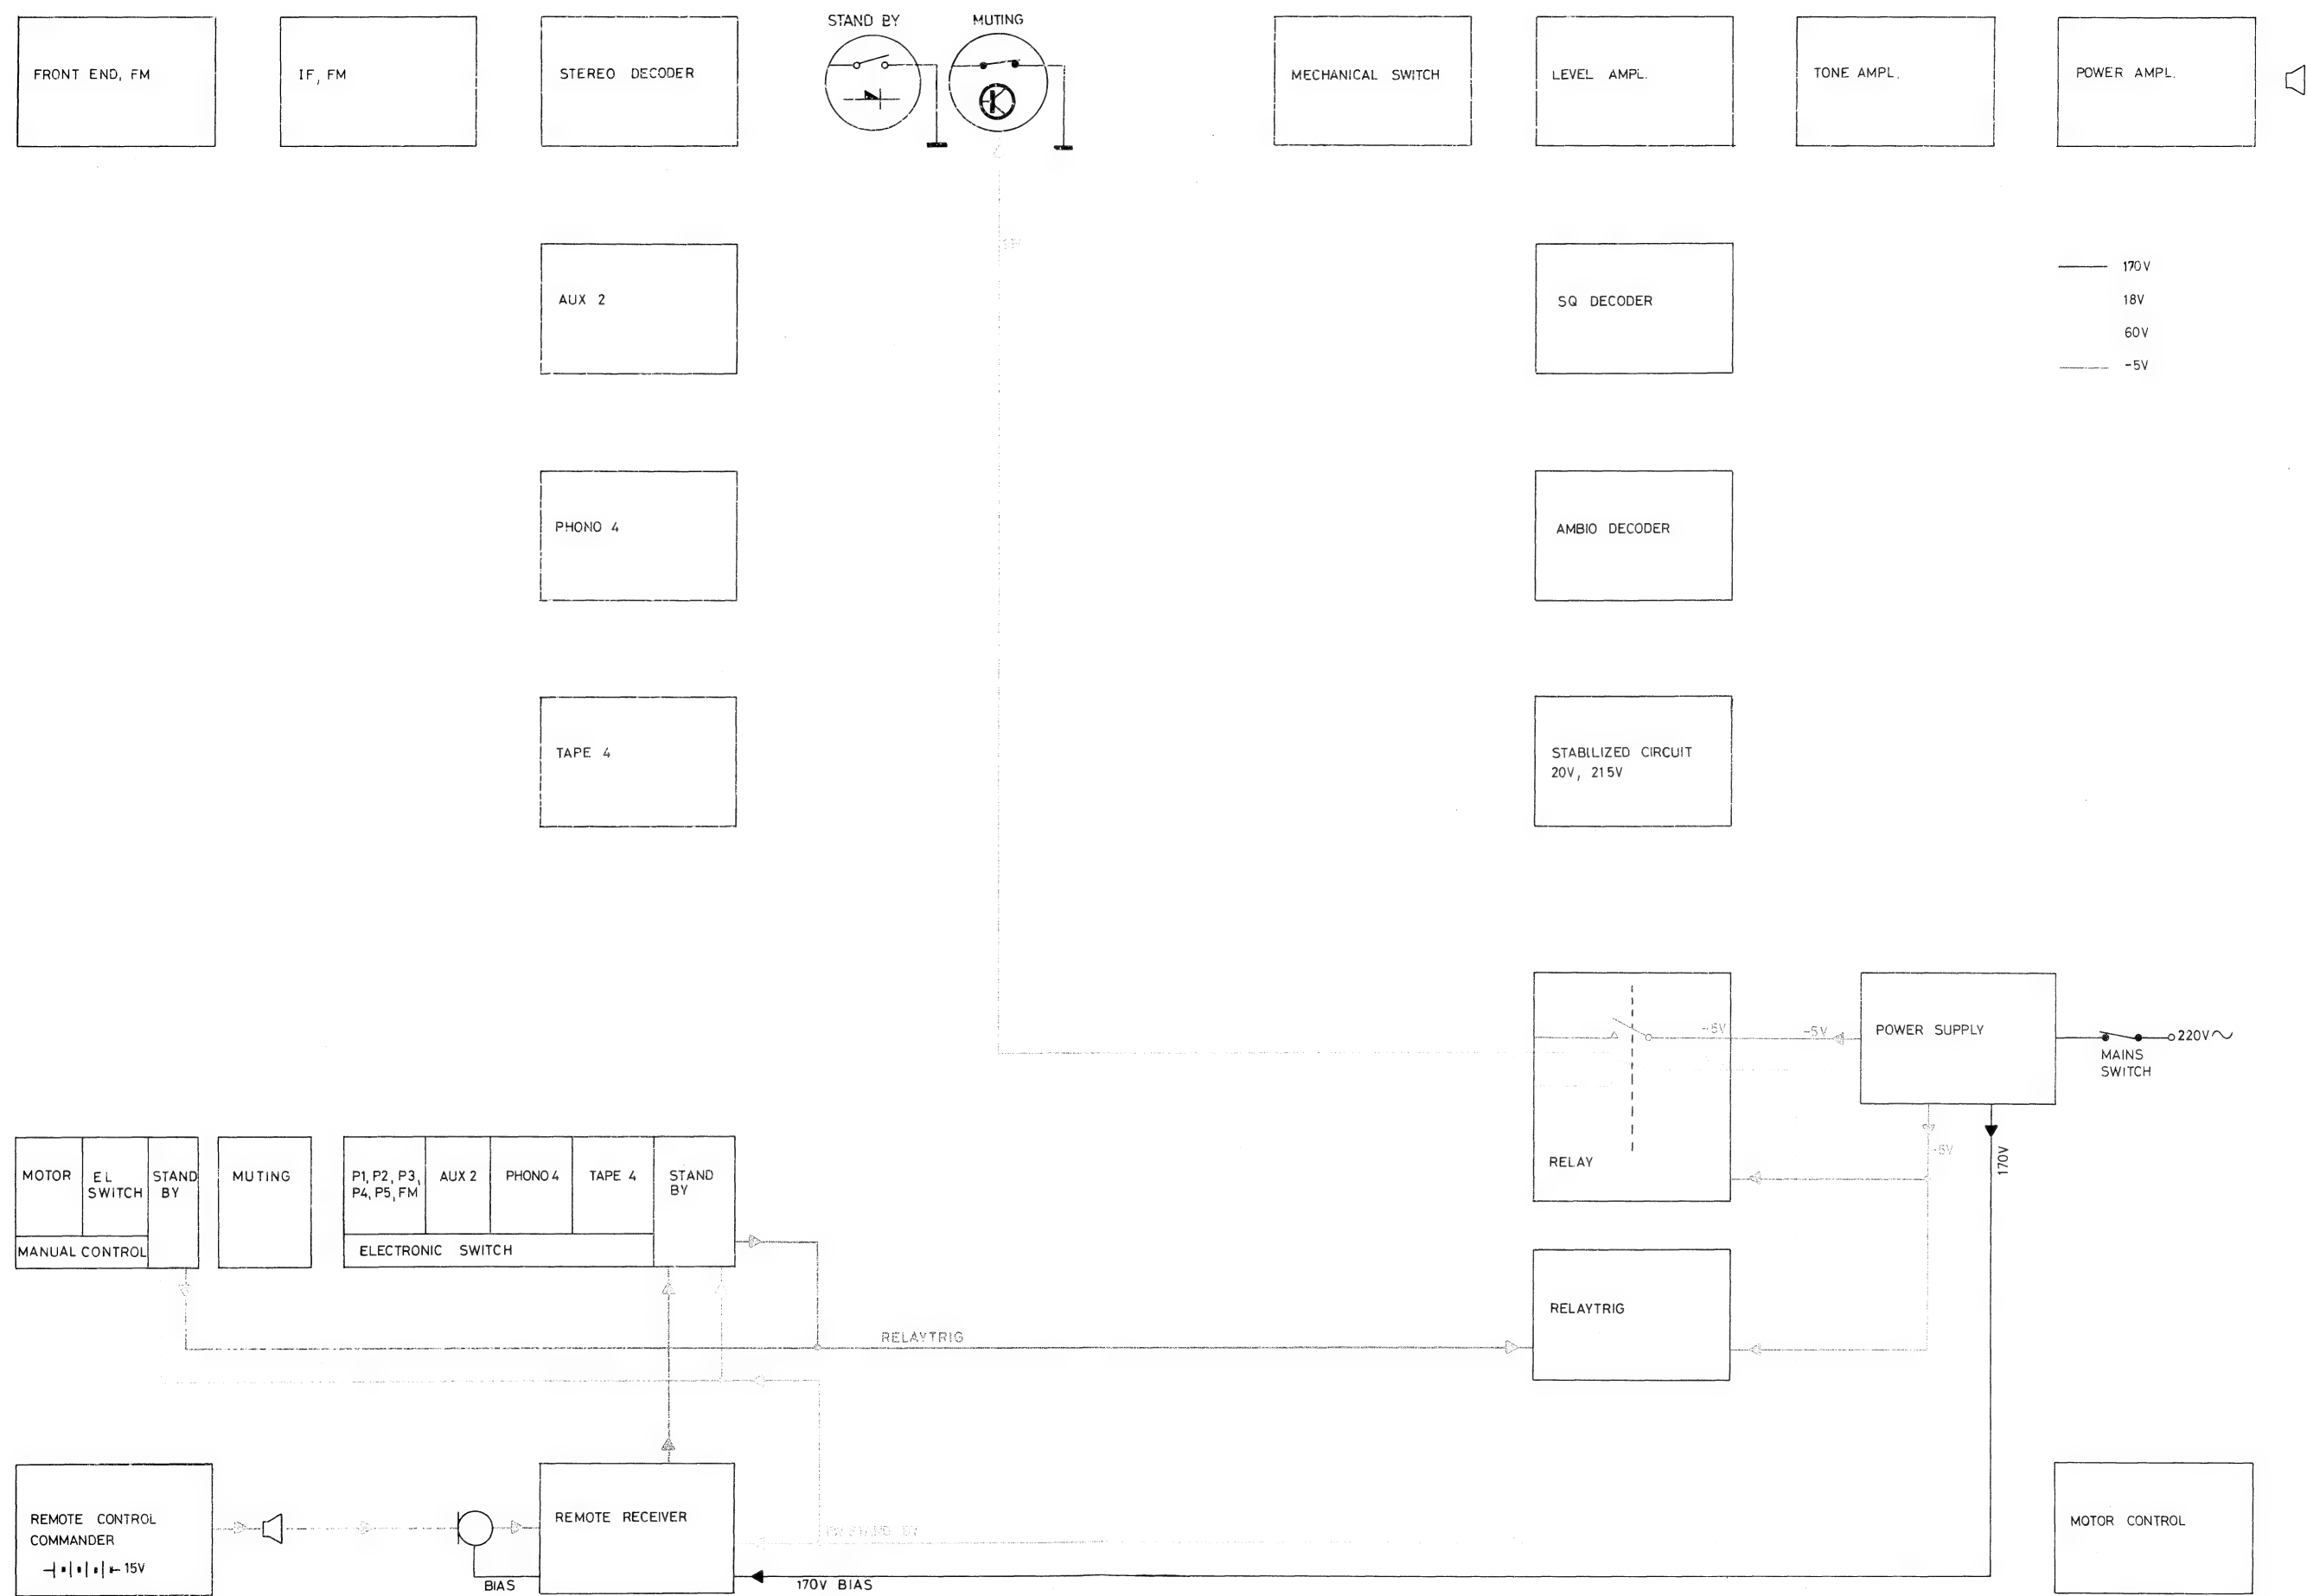 STAND BY
MUTING
FRONT END, FM
IF, FM
STEREO DECODER
MECHANICAL SWITCH
LEVEL AMPL.
TONE AMPL.
POWER AMPL.
AUX 2
SQ DECODER
170V
18V
60V
-5V
PHONO 4
AMBIO DECODER
TAPE 4
STABILIZED CIRCUIT
20V, 215V
-5V
-5V
POWER SUPPLY
220V~
MAINS
SWITCH
RELAY
-5V
170V
MOTOR
EL
SWITCH
STAND
BY
MANUAL CONTROL
MUTING
P1, P2, P3,
P4, P5, FM
AUX 2
PHONO 4
TAPE 4
STAND
BY
ELECTRONIC SWITCH
RELAYTRIG
RELAYTRIG
REMOTE CONTROL
COMMANDER
15V
BIAS
REMOTE RECEIVER
170V BIAS
MOTOR CONTROL